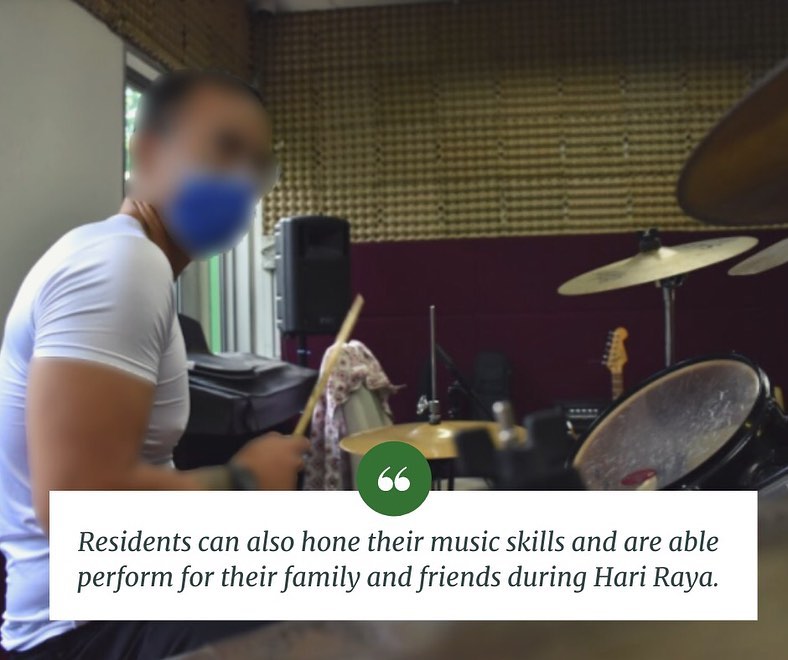 Residents can also hone their music skills and are able
perform for their family and friends during Hari Raya.